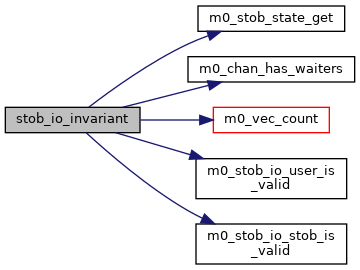 m0_stob_state_get
m0_chan_has_waiters
stob_io_invariant
m0_vec_count
m0_stob_io_user_is
_valid
m0_stob_io_stob_is
_valid